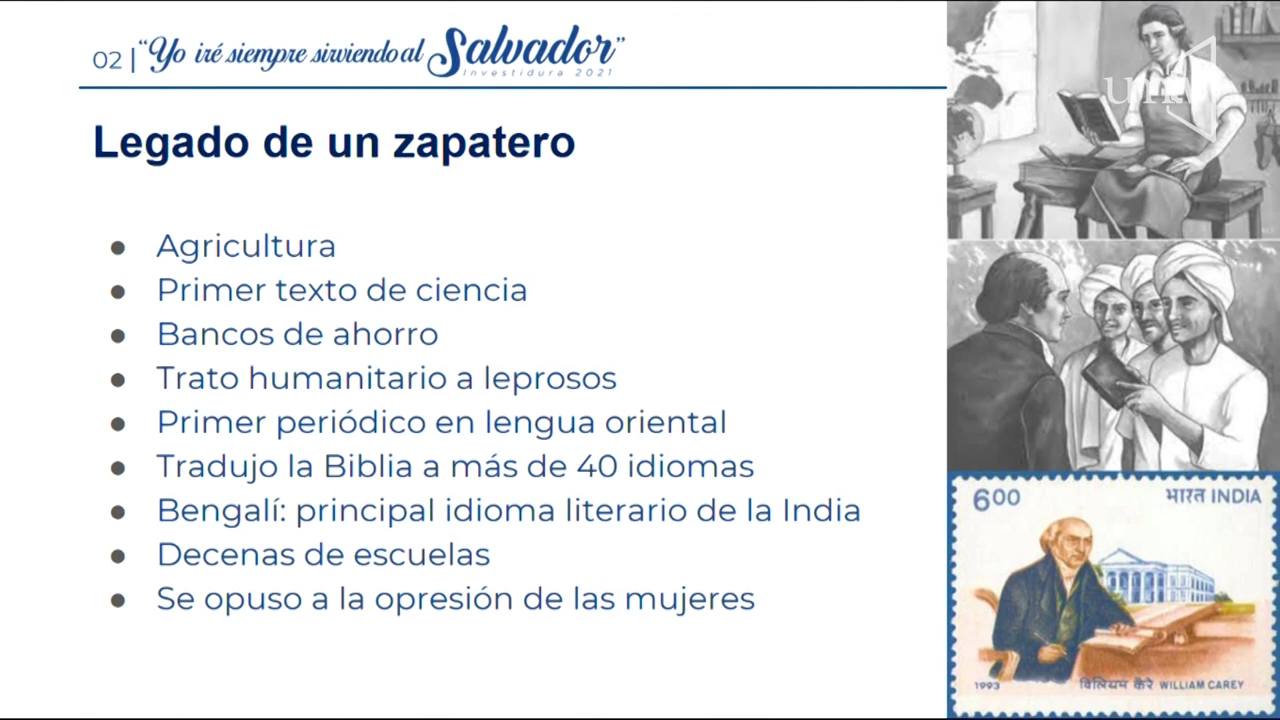 02 | “Yo iré siempre sirviendo al Salvador”
Investidura 2021
Legado de un zapatero
● Agricultura
● Primer texto de ciencia
● Bancos de ahorro
● Trato humanitario a leprosos
● Primer periódico en lengua oriental
● Tradujo la Biblia a más de 40 idiomas
● Bengalí: principal idioma literario de la India
● Decenas de escuelas
● Se opuso a la opresión de las mujeres
600
भारत INDIA
1993
विलियम कैरे WILLIAM CAREY